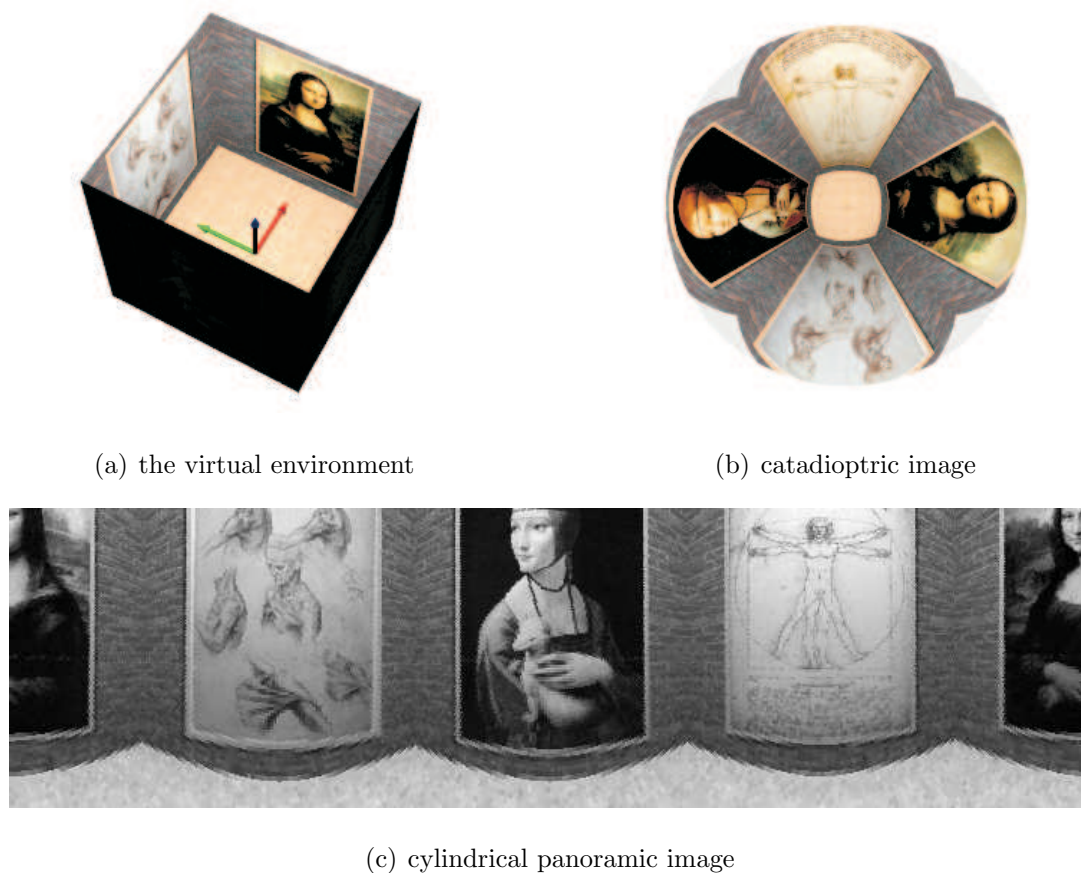 (a) the virtual environment
(b) catadioptric image
(c) cylindrical panoramic image